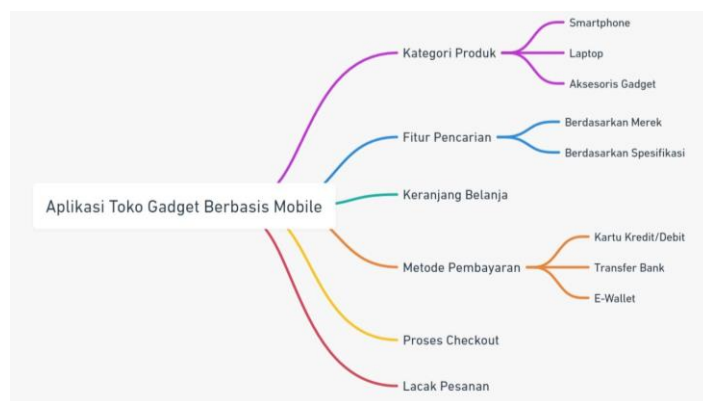 Aplikasi Toko Gadget Berbasis Mobile
Kategori Produk
Smartphone
Laptop
Aksesoris Gadget
Fitur Pencarian
Berdasarkan Merek
Berdasarkan Spesifikasi
Keranjang Belanja
Metode Pembayaran
Kartu Kredit/Debit
Transfer Bank
E-Wallet
Proses Checkout
Lacak Pesanan